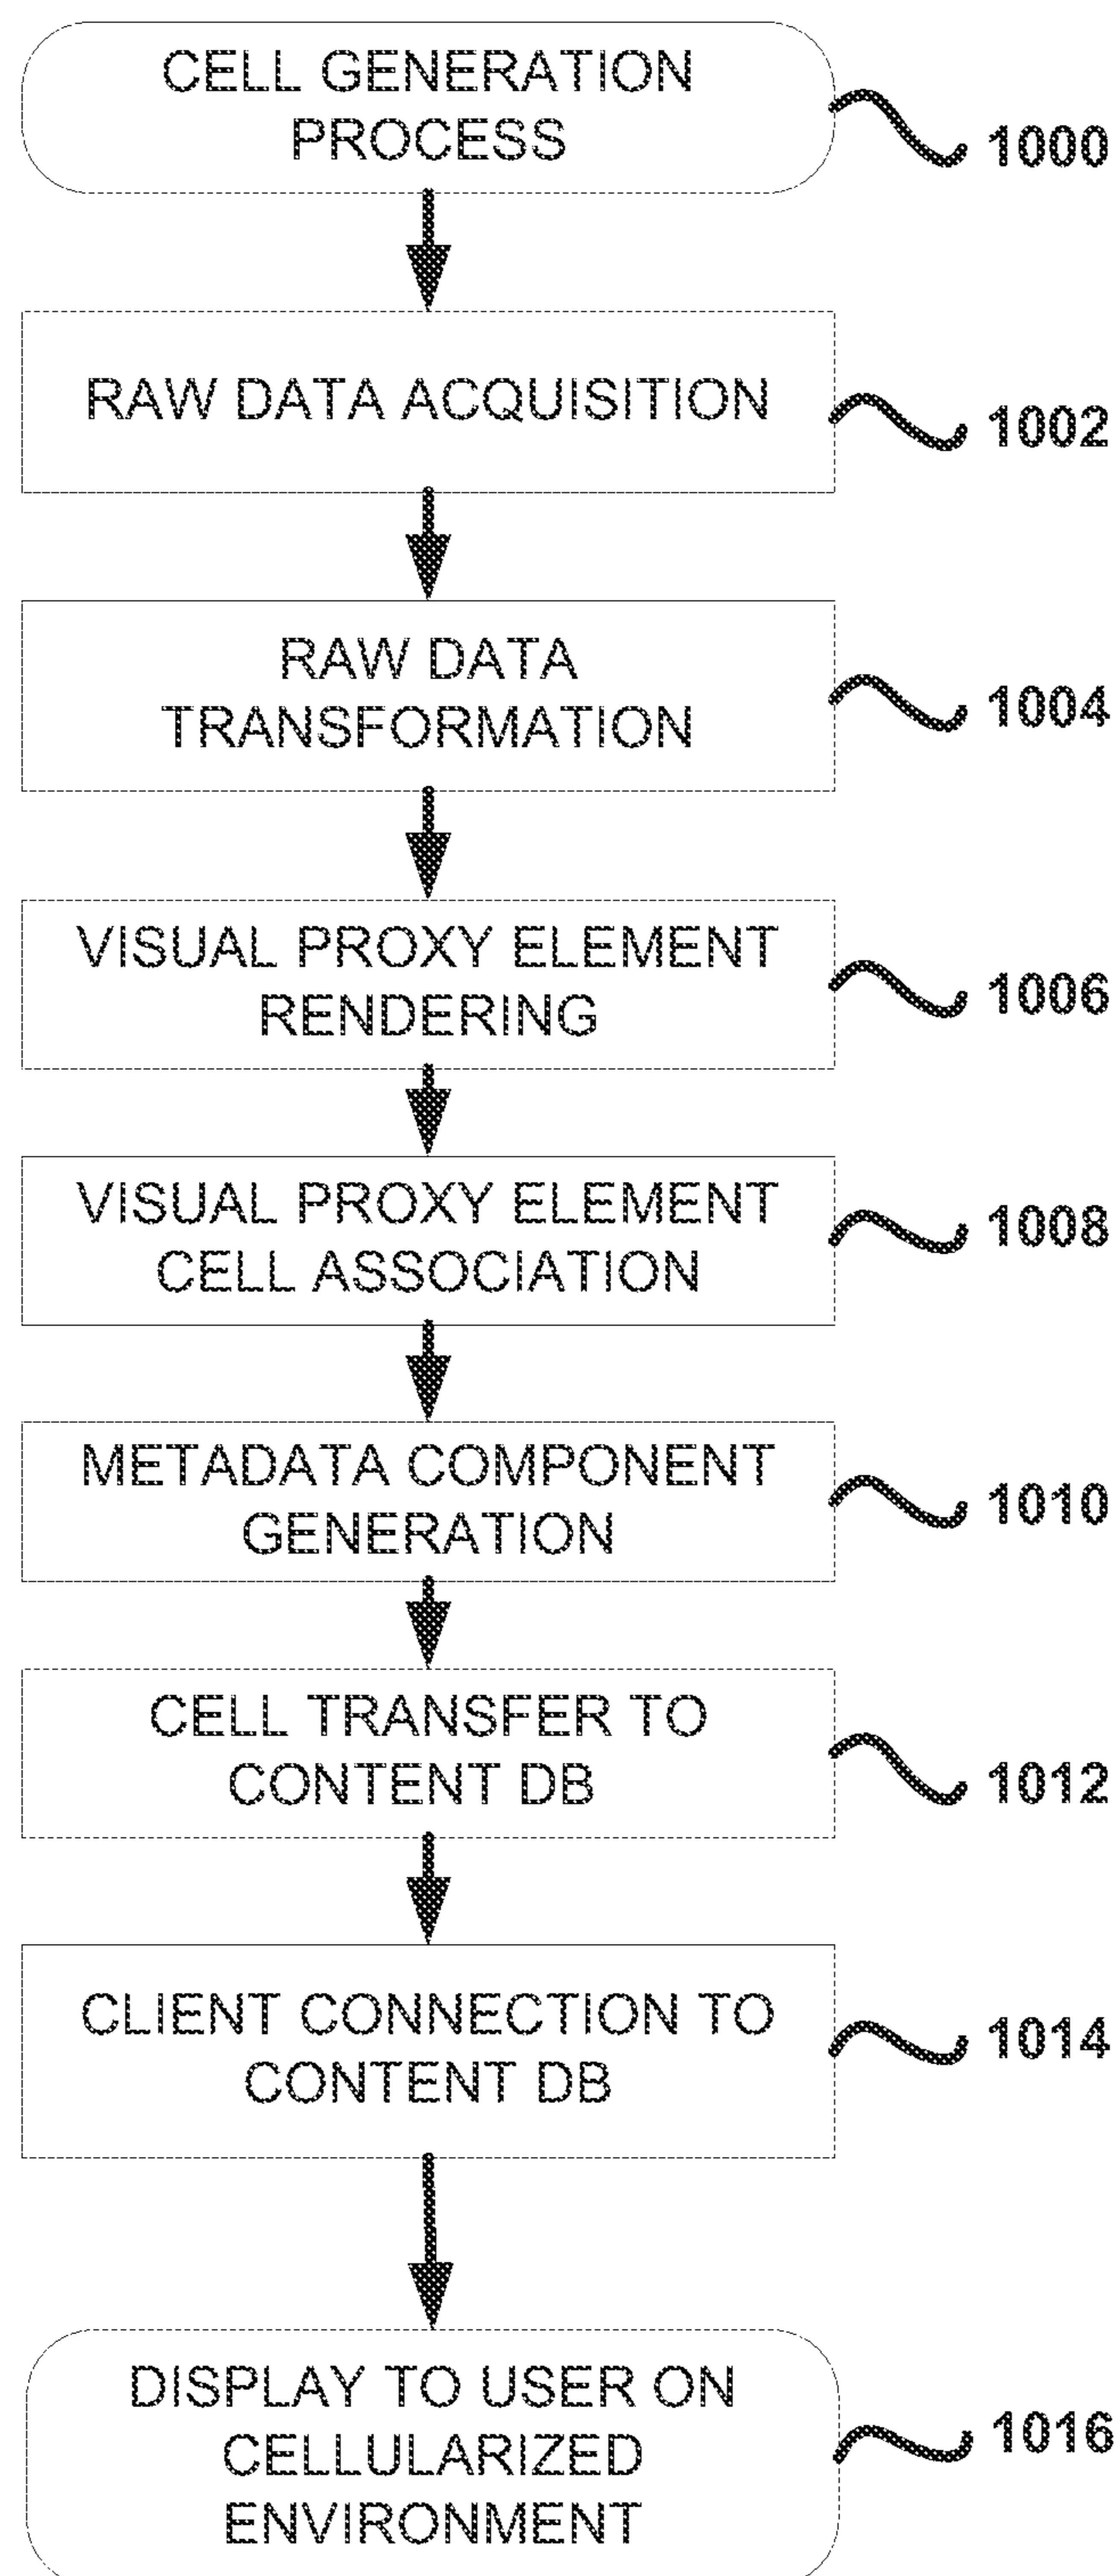 CELL GENERATION
PROCESS
1000
RAW DATA ACQUISITION
1002
RAW DATA
TRANSFORMATION
1004
VISUAL PROXY ELEMENT
RENDERING
1006
VISUAL PROXY ELEMENT
CELL ASSOCIATION
1008
METADATA COMPONENT
GENERATION
1010
CELL TRANSFER TO
CONTENT DB
1012
CLIENT CONNECTION TO
CONTENT DB
1014
DISPLAY TO USER ON
CELLULARIZED
ENVIRONMENT
1016